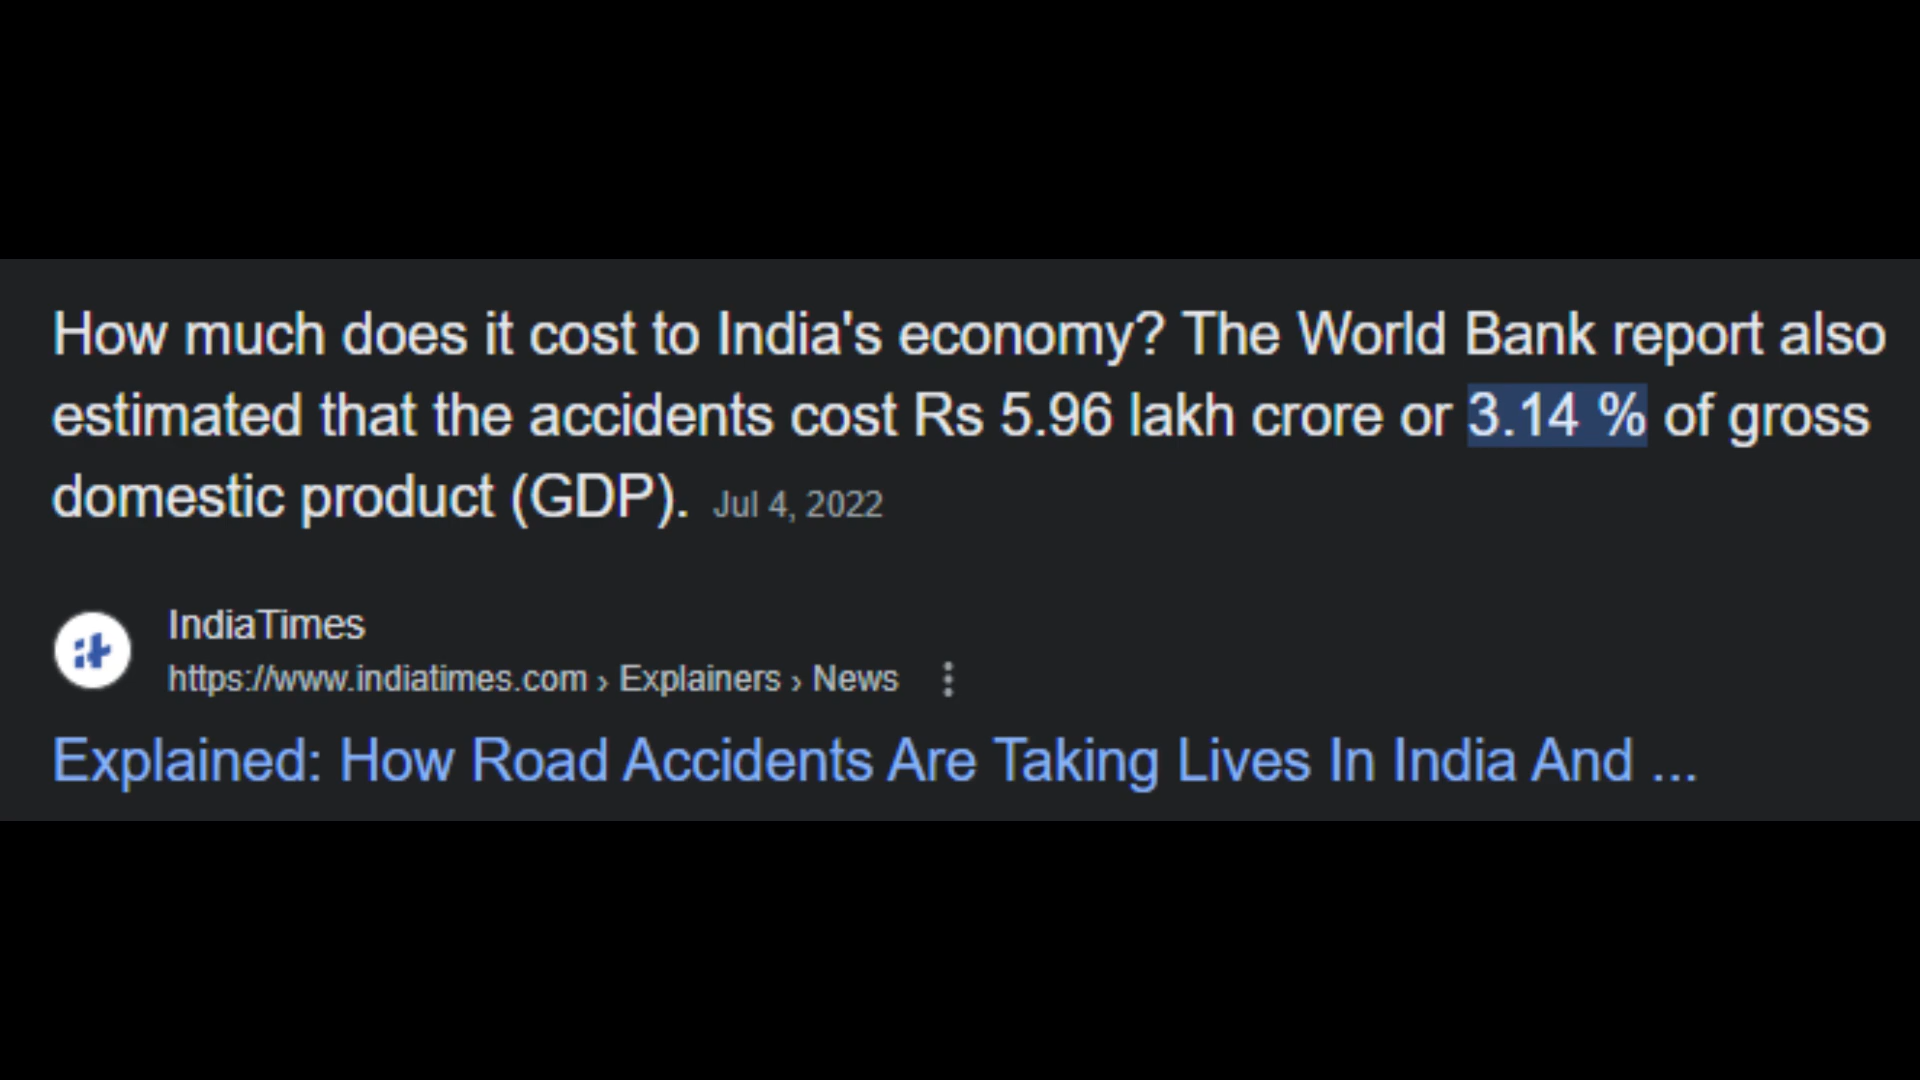 How much does it cost to India's economy? The World Bank report also
estimated that the accidents cost Rs 5.96 lakh crore or 3.14 % of gross
domestic product (GDP). Jul 4, 2022
it
IndiaTimes
https://www.indiatimes.com › Explainers › News
Explained: How Road Accidents Are Taking Lives In India And ...